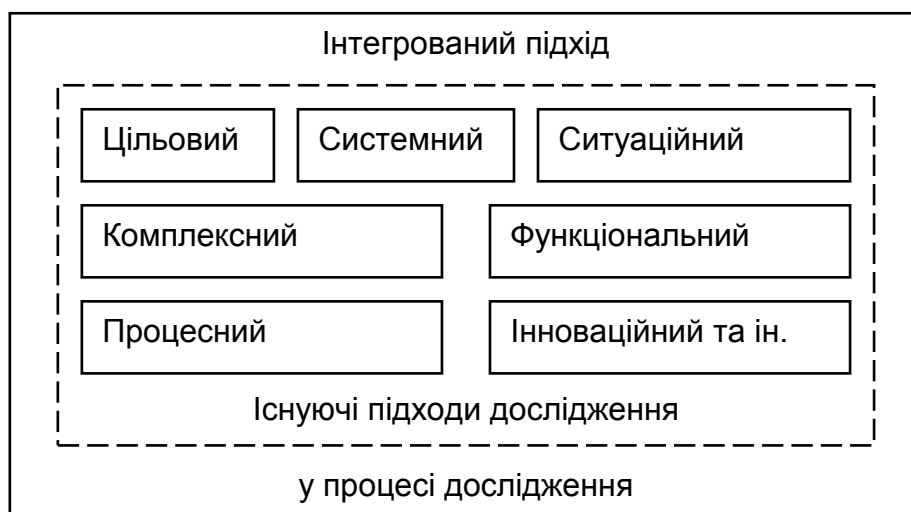 Інтегрований підхід
Цільовий
Системний
Ситуаційний
Комплексний
Функціональний
Процесний
Інноваційний та ін.
Існуючі підходи дослідження
у процесі дослідження